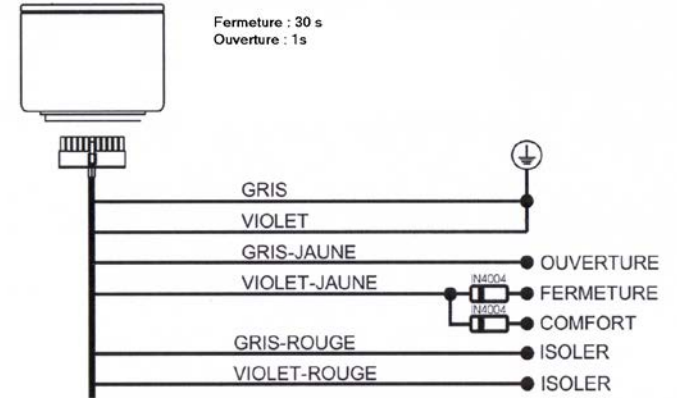 Fermeture : 30 s
Ouverture : 1s
GRIS
VIOLET
GRIS-JAUNE
OUVERTURE
VIOLET-JAUNE
IN4004
FERMETURE
IN4004
COMFORT
GRIS-ROUGE
ISOLER
VIOLET-ROUGE
ISOLER